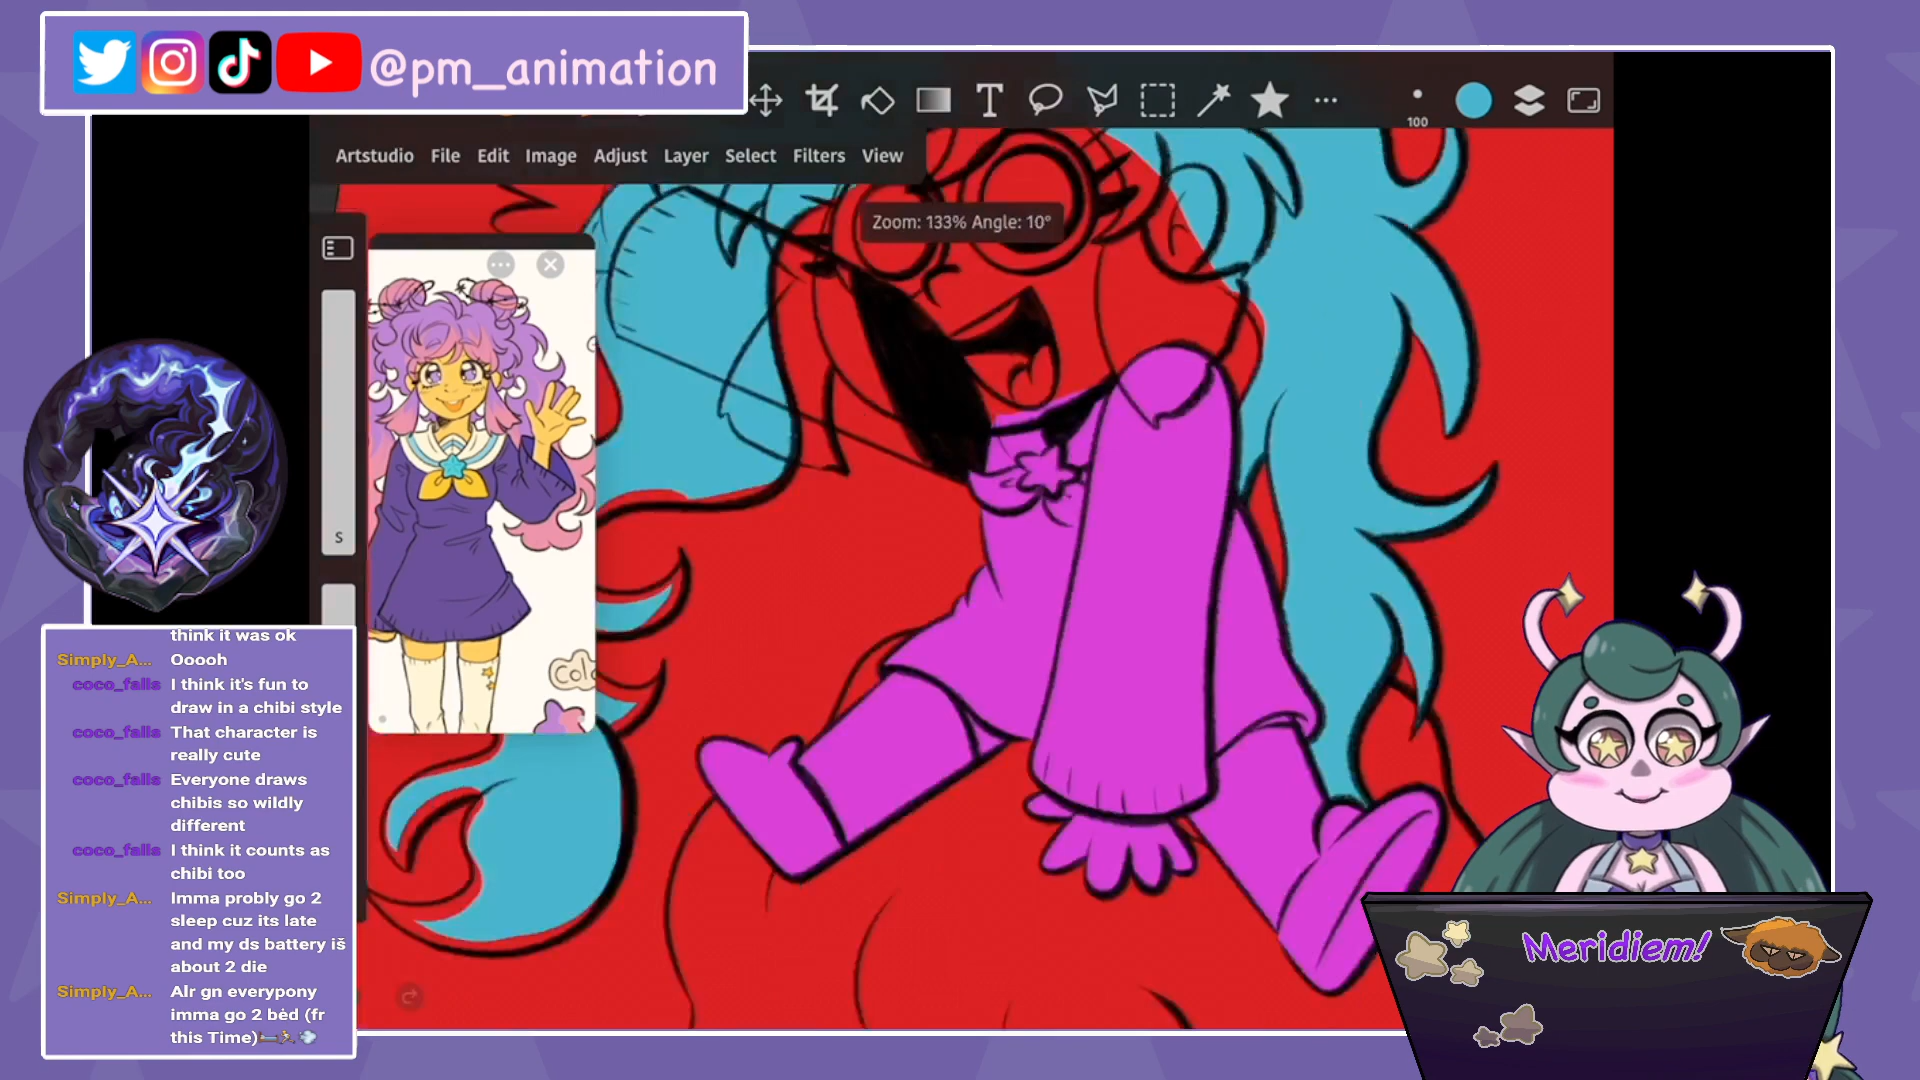 @pm_animation
100
Artstudio File Edit Image Adjust Layer Select Filters View
Zoom: 133% Angle: 10°
S
Colo
think it was ok
Simply_A... Ooooh
coco_falls I think it's fun to
draw in a chibi style
coco_falls That character is
really cute
coco_falls Everyone draws
chibis so wildly
different
coco_falls I think it counts as
chibi too
Simply_A... Imma probly go 2
sleep cuz its late
and my ds battery iš
about 2 die
Simply_A... Alr gn everypony
imma go 2 bėd (fr
this Time)
Meridiem!